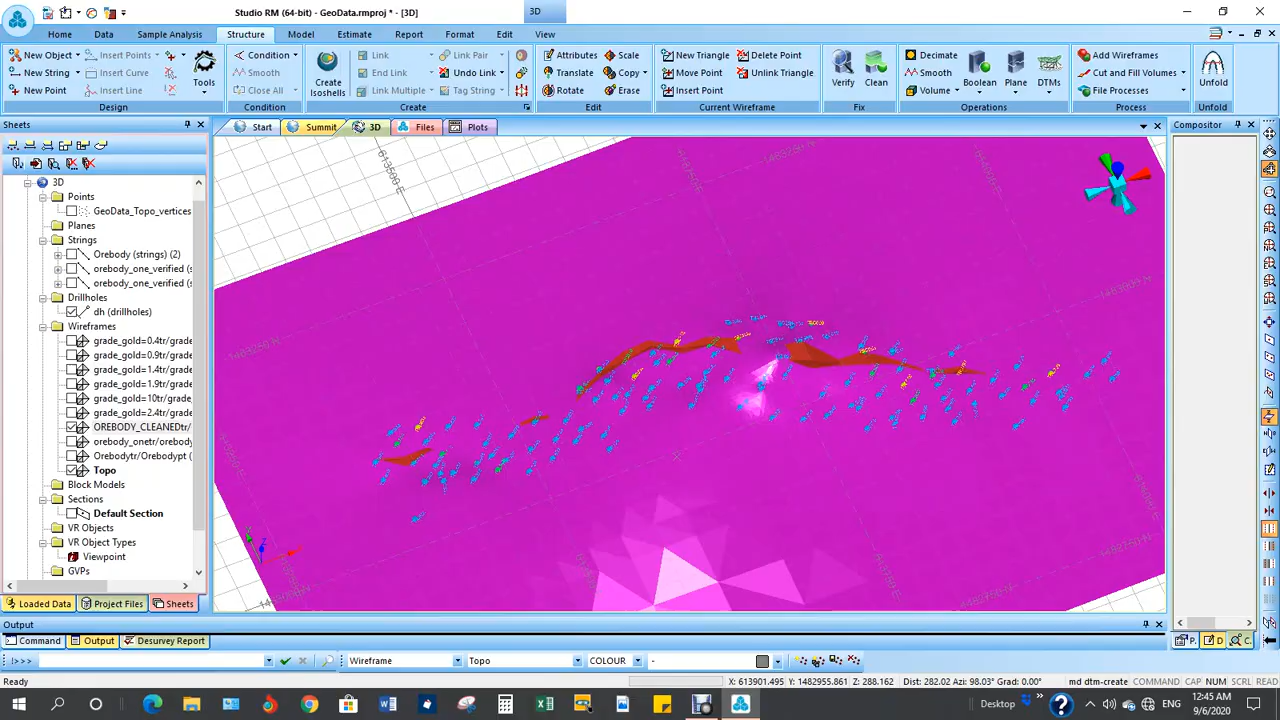 Studio RM (64-bit) - GeoData.rmproj * - [3D]
3D
Home Data Sample Analysis Structure Model Estimate Report Format Edit View
New Object Insert Points Condition Link Link Pair Attributes Scale New Triangle Delete Point Decimate Add Wireframes
New String Insert Curve Smooth End Link Undo Link Translate Copy Move Point Unlink Triangle Smooth Cut and Fill Volumes
New Point Insert Line Tools Close All Create Isoshells Link Multiple Tag String Rotate Erase Insert Point Verify Clean Volume Boolean Plane DTMs File Processes Unfold
Design Condition Create Edit Current Wireframe Fix Operations Process Unfold
Sheets
Start Summit 3D Files Plots
Compositor
3D
Points
GeoData_Topo_vertices
Planes
Strings
Orebody (strings) (2)
orebody_one_verified (s
orebody_one_verified (s
Drillholes
dh (drillholes)
Wireframes
grade_gold=0.4tr/grade
grade_gold=0.9tr/grade
grade_gold=1.4tr/grade
grade_gold=1.9tr/grade
grade_gold=10tr/grade
grade_gold=2.4tr/grade
OREBODY_CLEANEDtr/
orebody_onetr/orebody
Orebodytr/Orebodypt (
Topo
Block Models
Sections
Default Section
VR Objects
VR Object Types
Viewpoint
GVPs
613500 E
1483250 N
Loaded Data Project Files Sheets
Output
Command Output Desurvey Report
!>>> Wireframe Topo COLOUR -
Ready
X: 613901.495 Y: 1482955.861 Z: 288.162 Dist: 282.02 Azi: 98.03° Grad: 0.00° md dtm-create COMMAND CAP NUM SCRL READ
Desktop ENG 12:45 AM 9/6/2020